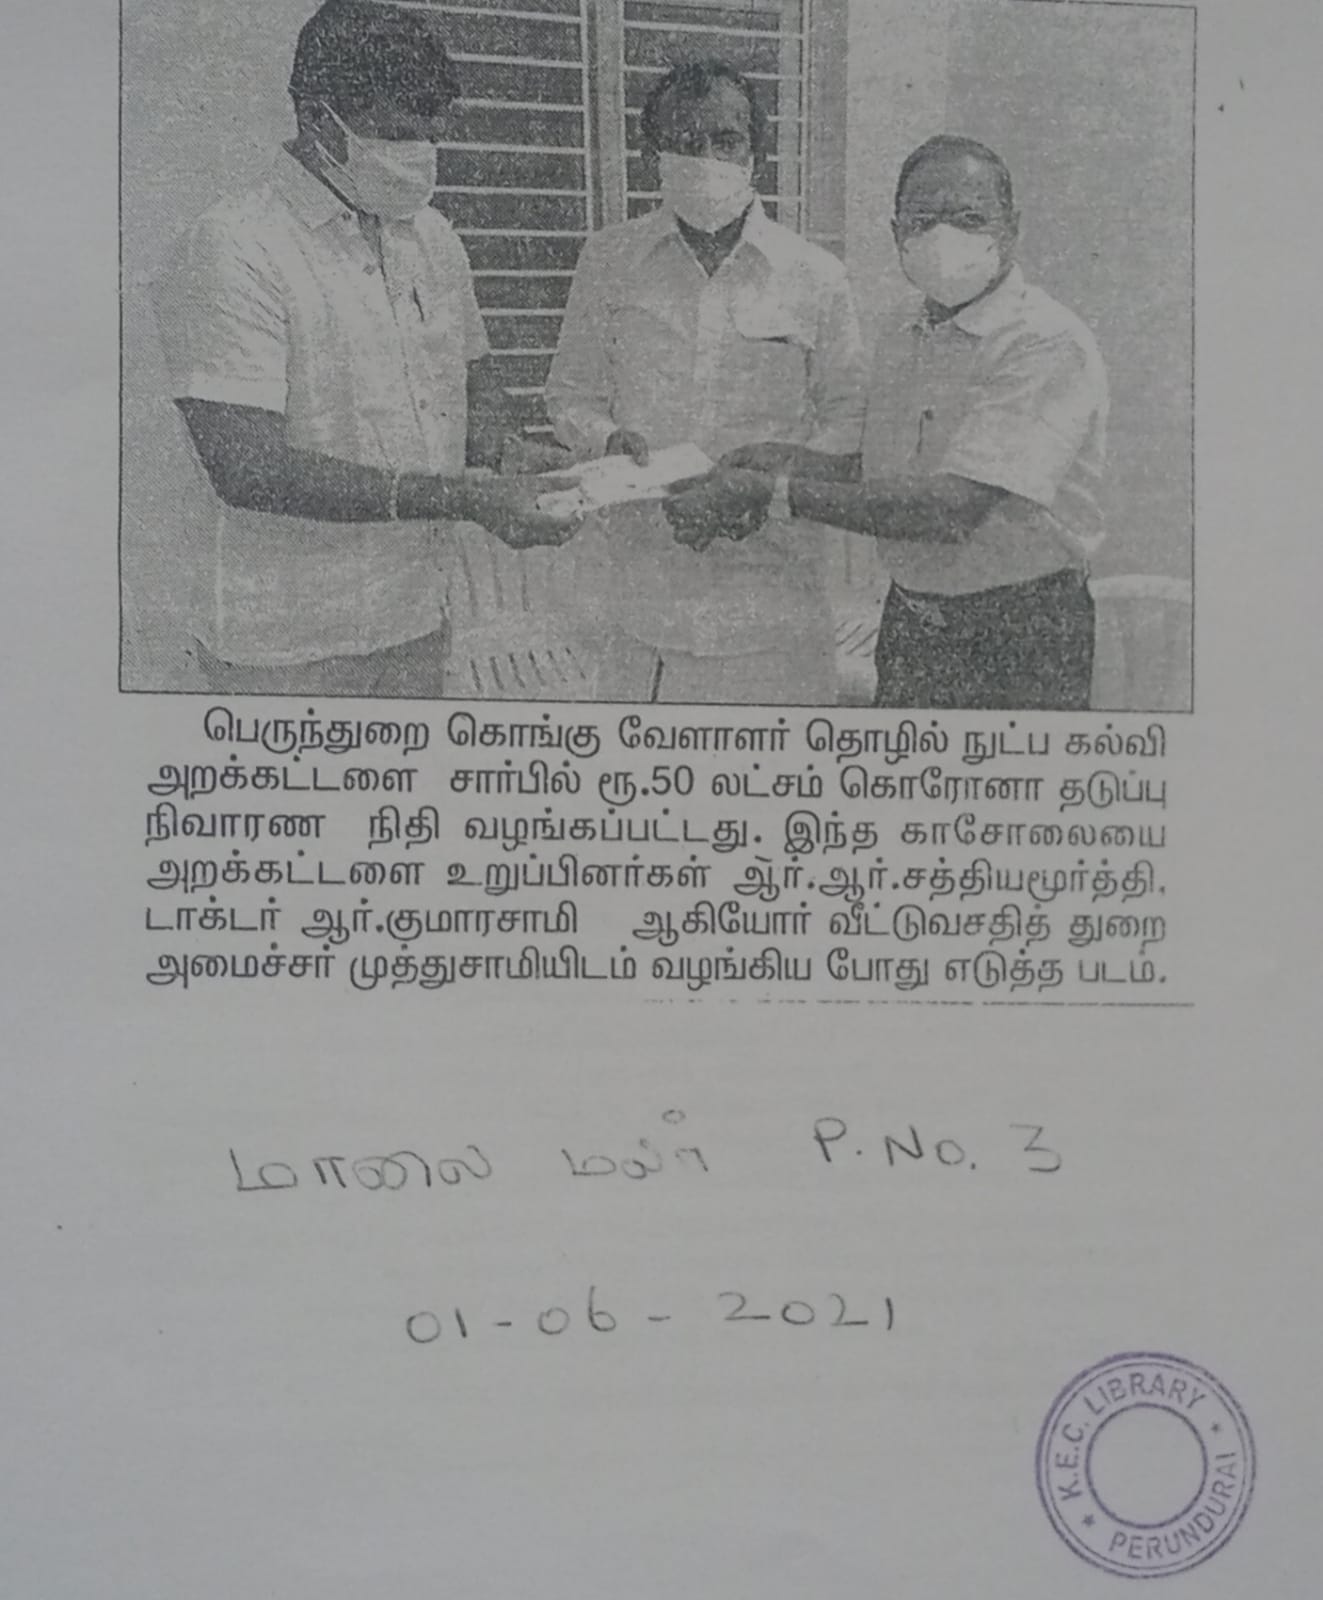 பெருந்துறை கொங்கு வேளாளர் தொழில் நுட்ப கல்வி
அறக்கட்டளை சார்பில் ரூ.50 லட்சம் கொரோனா தடுப்பு
நிவாரண நிதி வழங்கப்பட்டது. இந்த காசோலையை
அறக்கட்டளை உறுப்பினர்கள் ஆர்.ஆர்.சத்தியமூர்த்தி,
டாக்டர் ஆர்.குமாரசாமி ஆகியோர் வீட்டுவசதித் துறை
அமைச்சர் முத்துசாமியிடம் வழங்கிய போது எடுத்த படம்.
மாலை மலர் P.No. 3
01-06-2021
K.E.C. LIBRARY
PERUNDURAI